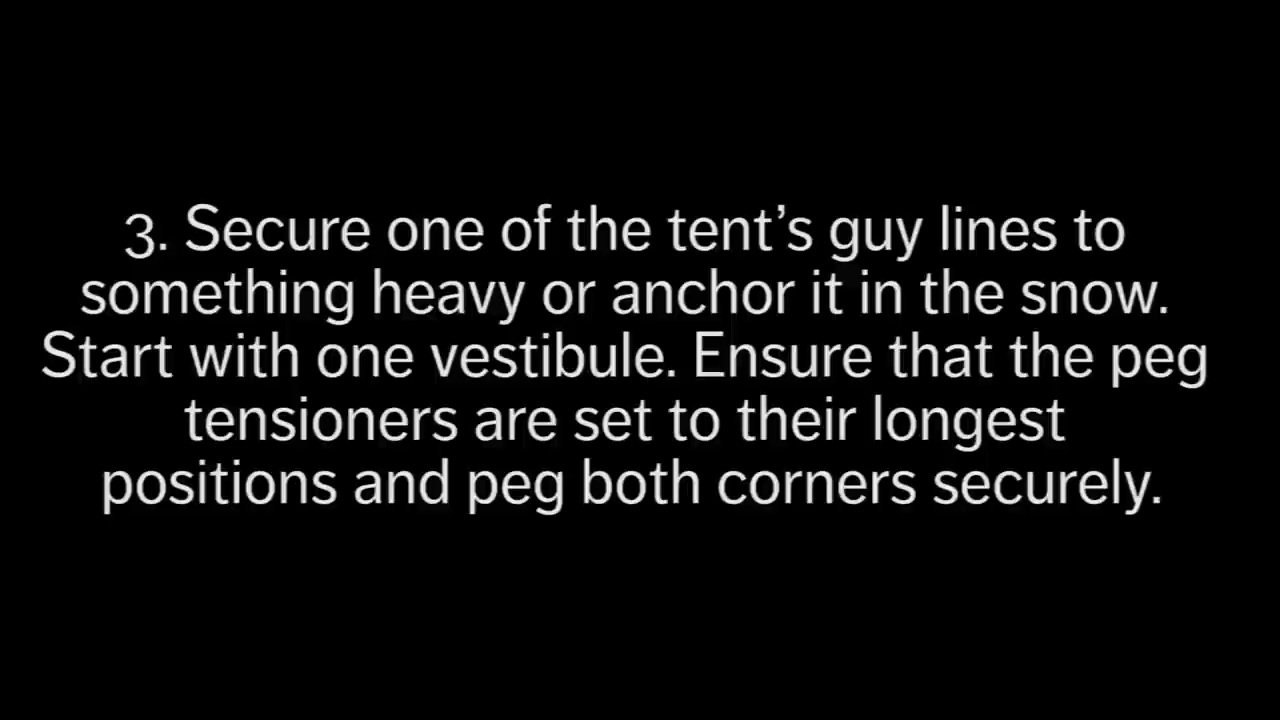 3. Secure one of the tent’s guy lines to
something heavy or anchor it in the snow.
Start with one vestibule. Ensure that the peg
tensioners are set to their longest
positions and peg both corners securely.